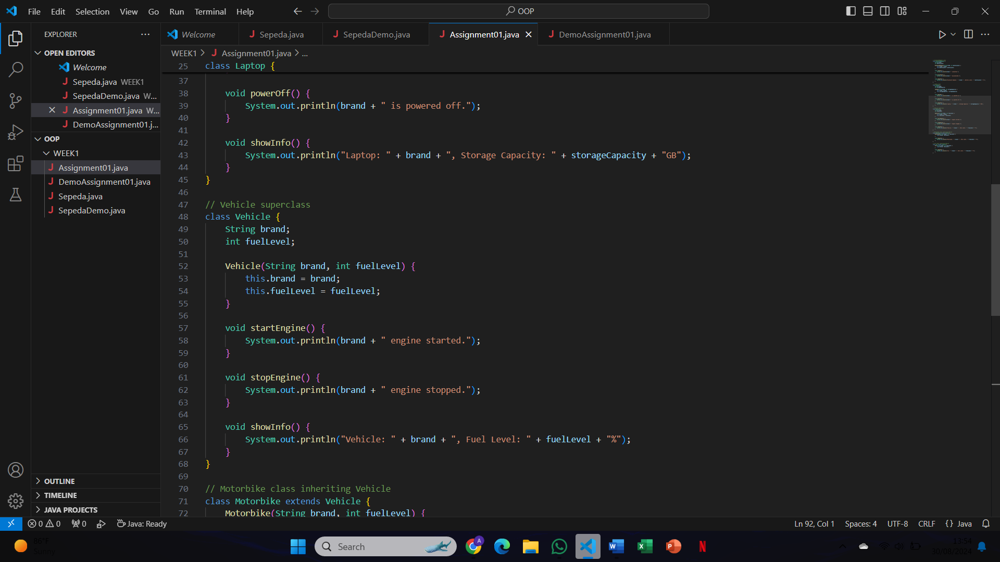 File Edit Selection View Go Run Terminal Help
OOP
EXPLORER
Welcome
Sepeda.java
SepedaDemo.java
Assignment01.java
DemoAssignment01.java
OPEN EDITORS
Welcome
Sepeda.java WEEK1
SepedaDemo.java W...
Assignment01.java W...
DemoAssignment01.j...
OOP
WEEK1
Assignment01.java
DemoAssignment01.java
Sepeda.java
SepedaDemo.java
OUTLINE
TIMELINE
JAVA PROJECTS
WEEK1 > Assignment01.java > ...
25 class Laptop {
37
38 void powerOff() {
39 System.out.println(brand + " is powered off.");
40 }
41
42 void showInfo() {
43 System.out.println("Laptop: " + brand + ", Storage Capacity: " + storageCapacity + "GB");
44 }
45 }
46
47 // Vehicle superclass
48 class Vehicle {
49 String brand;
50 int fuelLevel;
51
52 Vehicle(String brand, int fuelLevel) {
53 this.brand = brand;
54 this.fuelLevel = fuelLevel;
55 }
56
57 void startEngine() {
58 System.out.println(brand + " engine started.");
59 }
60
61 void stopEngine() {
62 System.out.println(brand + " engine stopped.");
63 }
64
65 void showInfo() {
66 System.out.println("Vehicle: " + brand + ", Fuel Level: " + fuelLevel + "%");
67 }
68 }
69
70 // Motorbike class inheriting Vehicle
71 class Motorbike extends Vehicle {
72 Motorbike(String brand, int fuelLevel) {
0 0 0 Java: Ready
Ln 92, Col 1 Spaces: 4 UTF-8 CRLF {} Java
86°F
Sunny
Search
13:54
30/08/2024